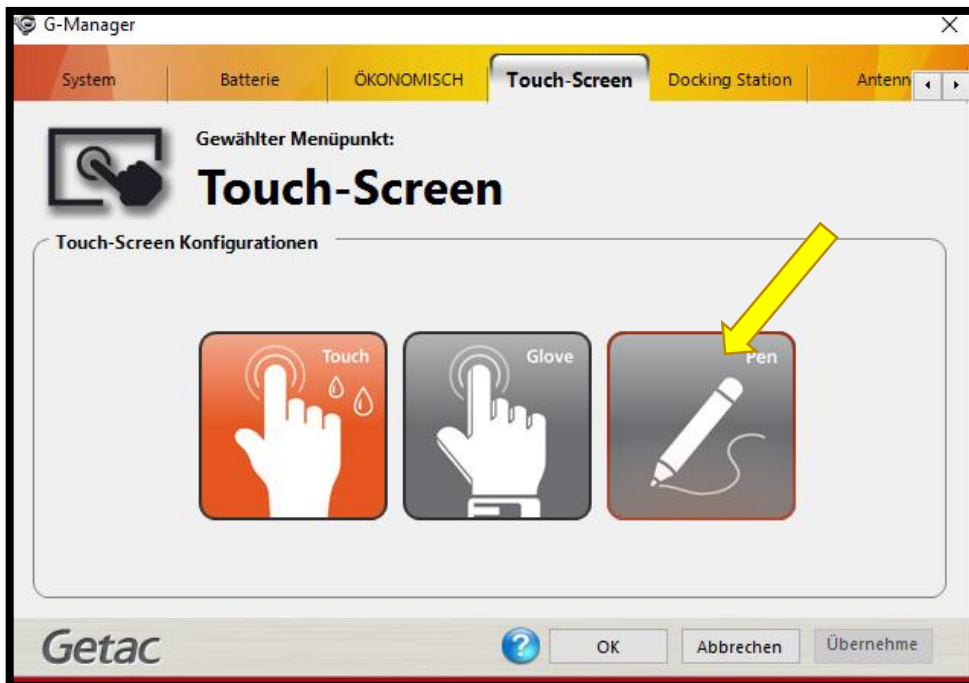 G-Manager
System Batterie ÖKONOMISCH Touch-Screen Docking Station Antenn
Gewählter Menüpunkt:
Touch-Screen
Touch-Screen Konfigurationen
Touch Glove Pen
Getac ? OK Abbrechen Übernehme